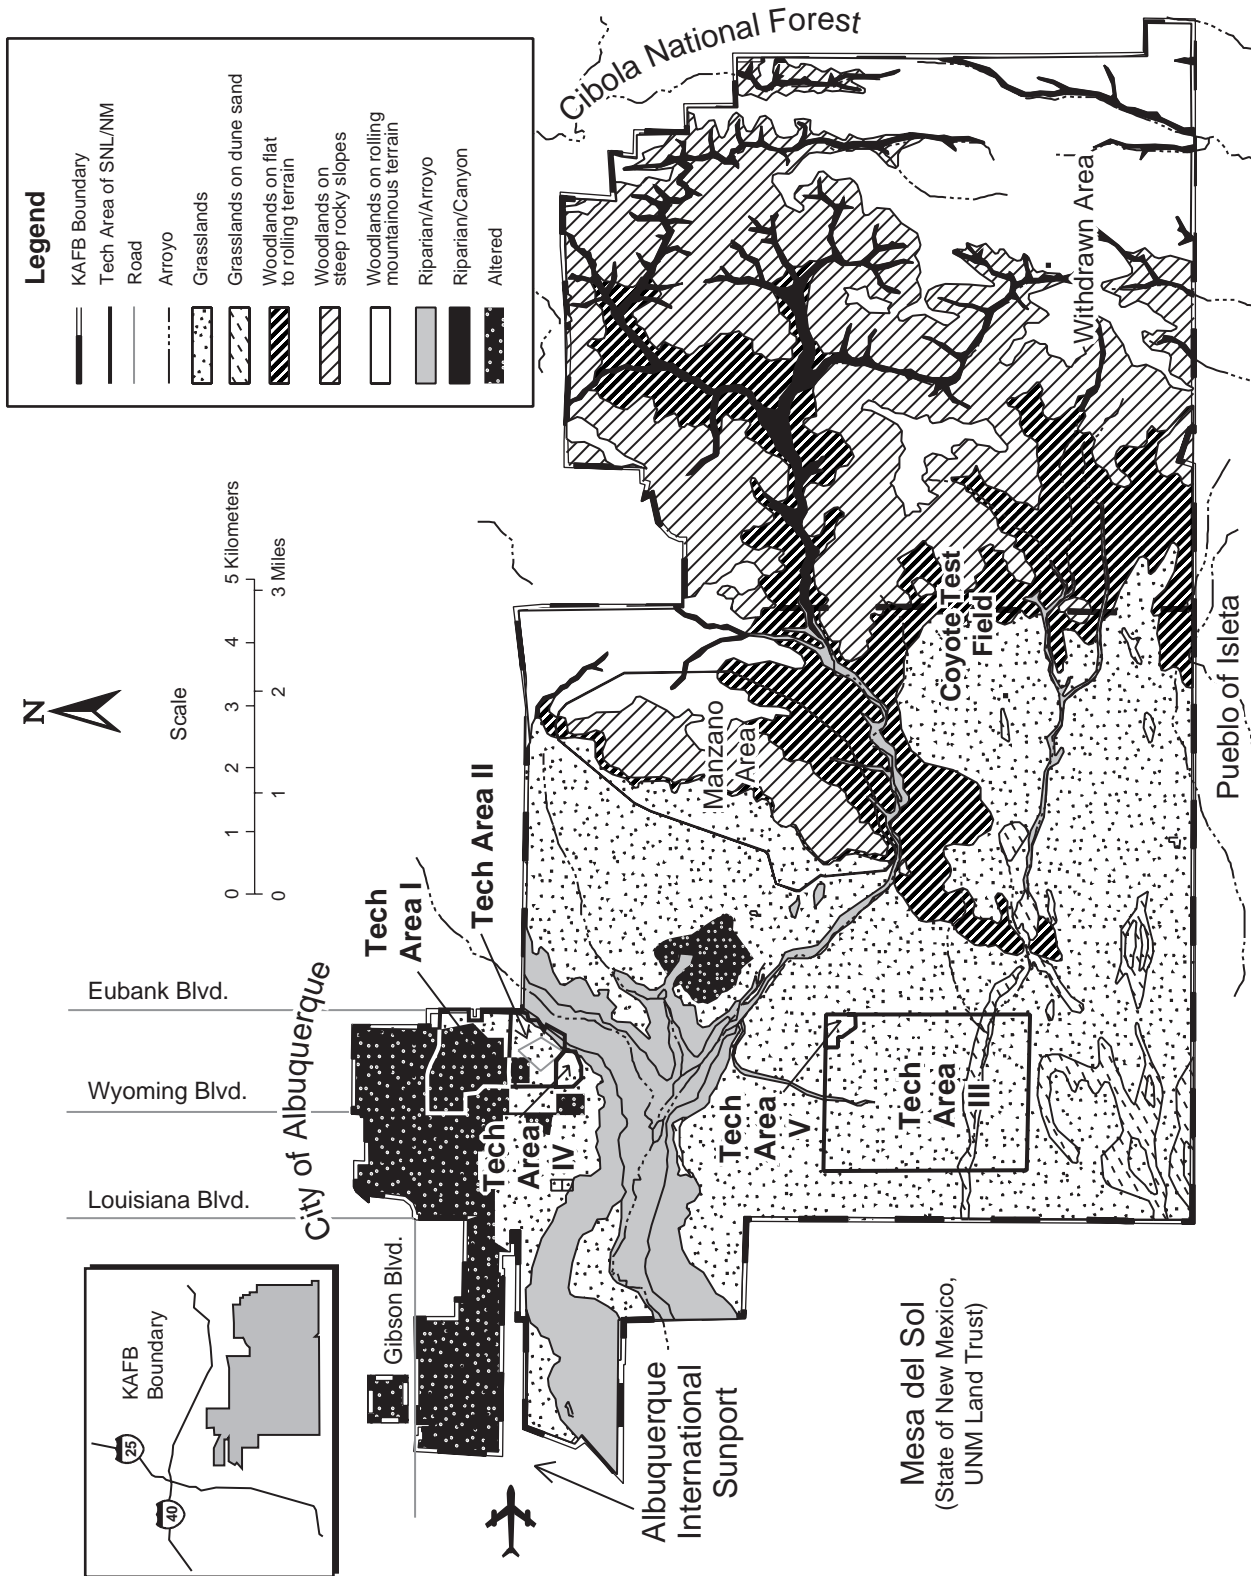 Legend
KAFB Boundary
Tech Area of SNL/NM
Road
Arroyo
Grasslands
Grasslands on dune sand
Woodlands on flat
to rolling terrain
Woodlands on
steep rocky slopes
Woodlands on rolling
mountainous terrain
Riparian/Arroyo
Riparian/Canyon
Altered
N
Scale
0 1 2 3 4 5 Kilometers
0 1 2 3 Miles
KAFB
Boundary
25
40
Gibson Blvd.
Louisiana Blvd.
Wyoming Blvd.
Eubank Blvd.
City of Albuquerque
Tech
Area I
Tech Area II
Tech
Area
IV
Cibola National Forest
Manzano
Area
Coyote Test
Field
Withdrawn Area
Tech
Area
V
Tech
Area
III
Albuquerque
International
Sunport
Mesa del Sol
(State of New Mexico,
UNM Land Trust)
Pueblo of Isleta